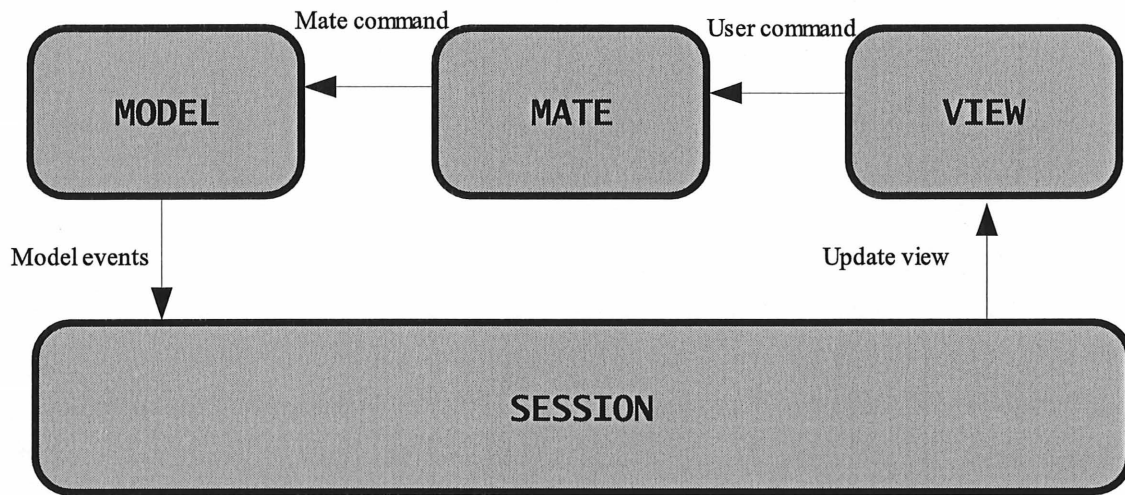 Mate command
User command
MODEL
MATE
VIEW
Model events
Update view
SESSION